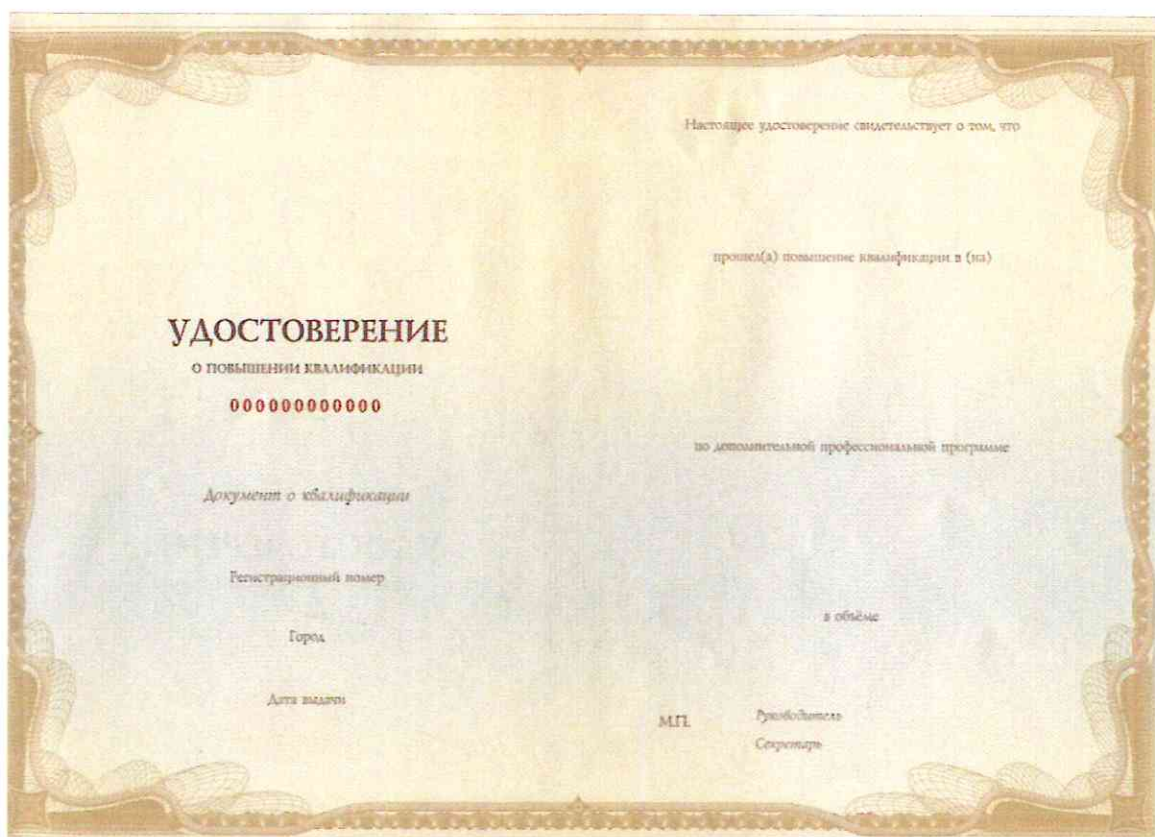 УДОСТОВЕРЕНИЕ
О ПОВЫШЕНИИ КВАЛИФИКАЦИИ
000000000000
Документ о квалификации
Регистрационный номер
Город
Дата выдачи
Настоящее удостоверение свидетельствует о том, что
прошел(а) повышение квалификации в (на)
по дополнительной профессиональной программе
в объёме
М.П.
Руководитель
Секретарь